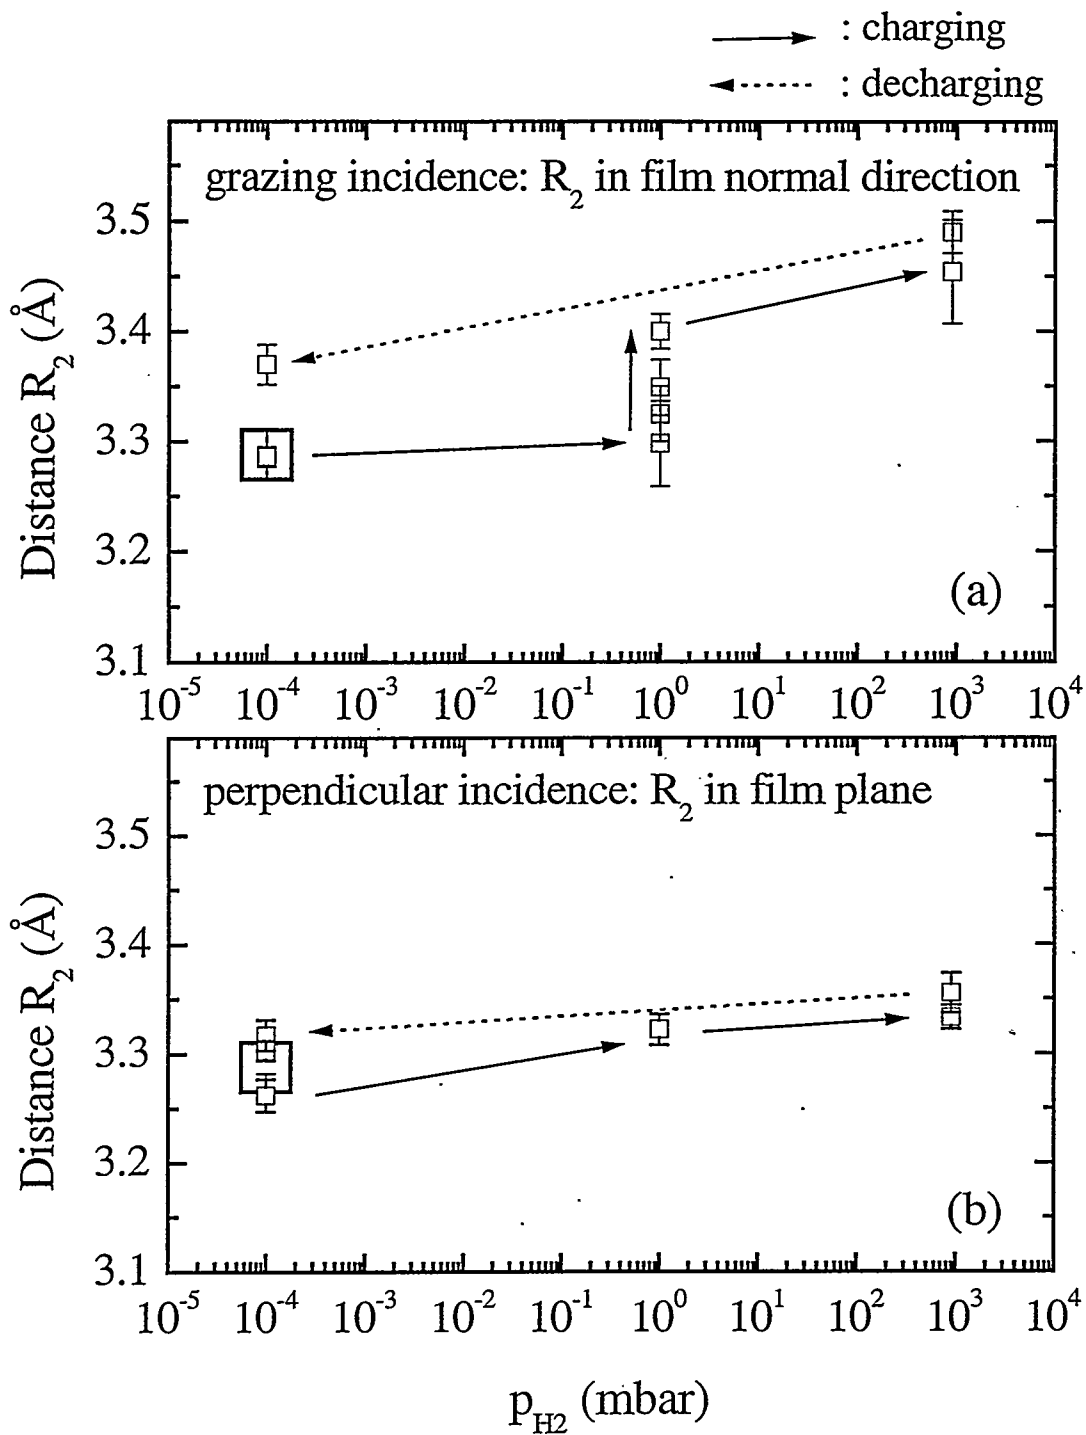 : charging
: decharging
grazing incidence: R₂ in film normal direction
3.5
3.4
3.3
3.2
3.1
Distance R₂ (Å)
(a)
10⁻⁵ 10⁻⁴ 10⁻³ 10⁻² 10⁻¹ 10⁰ 10¹ 10² 10³ 10⁴
perpendicular incidence: R₂ in film plane
3.5
3.4
3.3
3.2
3.1
Distance R₂ (Å)
(b)
10⁻⁵ 10⁻⁴ 10⁻³ 10⁻² 10⁻¹ 10⁰ 10¹ 10² 10³ 10⁴
p_H2 (mbar)